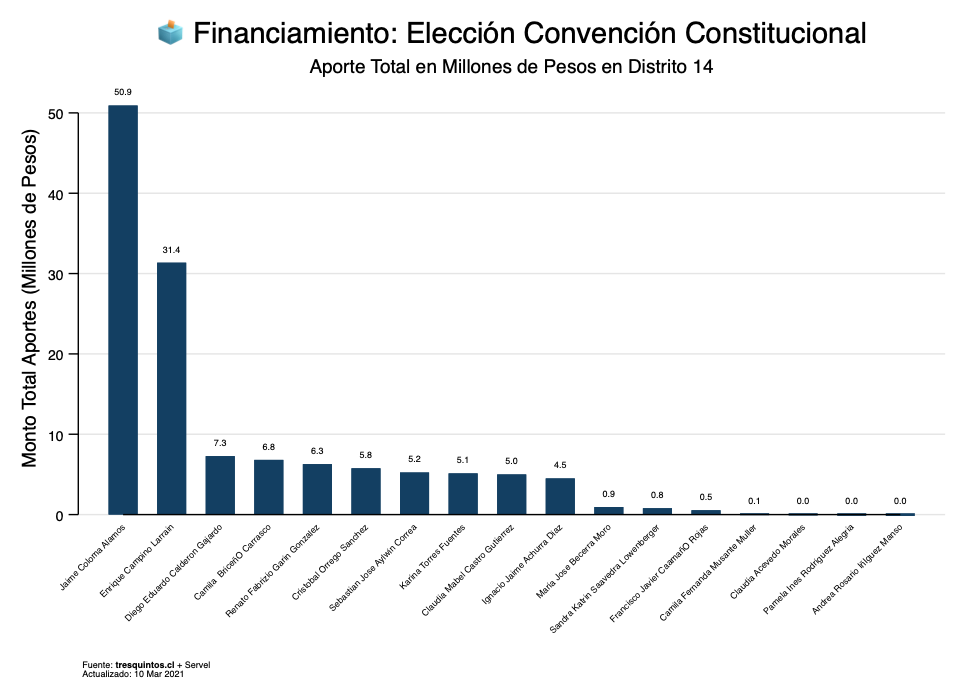 Financiamiento: Elección Convención Constitucional
Aporte Total en Millones de Pesos en Distrito 14
Monto Total Aportes (Millones de Pesos)
50
40
30
20
10
0
50.9
31.4
7.3
6.8
6.3
5.8
5.2
5.1
5.0
4.5
0.9
0.8
0.5
0.1
0.0
0.0
0.0
Jaime Coloma Alamos
Enrique Campino Larrain
Diego Eduardo Calderon Gajardo
Camila BriceñO Carrasco
Renato Fabrizio Garin Gonzalez
Cristobal Orrego Sanchez
Sebastian Jose Aylwin Correa
Karina Torres Fuentes
Claudia Mabel Castro Gutierrez
Ignacio Jaime Achurra Diaz
Maria Jose Becerra Moro
Sandra Katrin Saavedra Lowenberger
Francisco Javier CaamañO Rojas
Camila Fernanda Musante Muller
Claudia Acevedo Morales
Pamela Ines Rodriguez Alegria
Andrea Rosario Iñiguez Manso
Fuente: tresquintos.cl + Servel
Actualizado: 10 Mar 2021